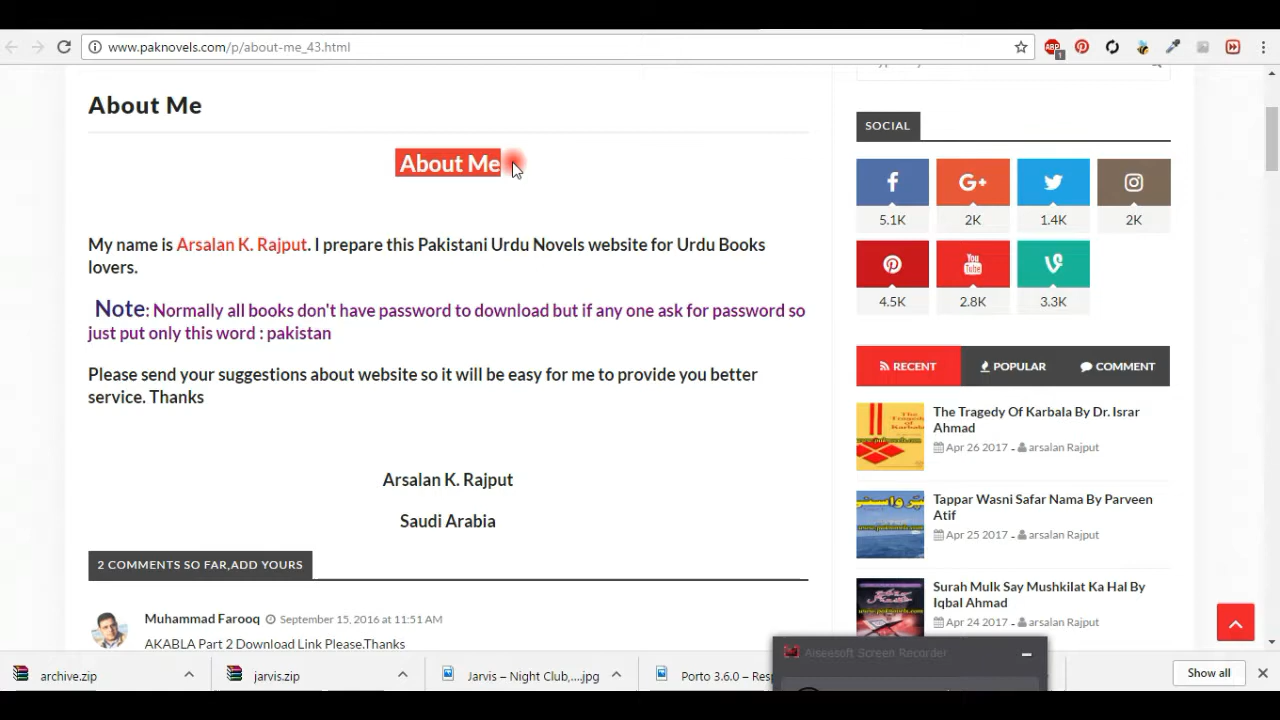 www.paknovels.com/p/about-me_43.html
ABP
1
About Me
About Me
My name is Arsalan K. Rajput. I prepare this Pakistani Urdu Novels website for Urdu Books
lovers.
Note: Normally all books don't have password to download but if any one ask for password so
just put only this word : pakistan
Please send your suggestions about website so it will be easy for me to provide you better
service. Thanks
Arsalan K. Rajput
Saudi Arabia
2 COMMENTS SO FAR,ADD YOURS
Muhammad Farooq September 15, 2016 at 11:51 AM
AKABLA Part 2 Download Link Please.Thanks
SOCIAL
f G+
5.1K 2K 1.4K 2K
You
Tube
4.5K 2.8K 3.3K
RECENT POPULAR COMMENT
The Tragedy Of Karbala By Dr. Israr
Ahmad
Apr 26 2017 - arsalan Rajput
Tappar Wasni Safar Nama By Parveen
Atif
Apr 25 2017 - arsalan Rajput
Surah Mulk Say Mushkilat Ka Hal By
Iqbal Ahmad
Apr 24 2017 - arsalan Rajput
Aiseesoft Screen Recorder
archive.zip jarvis.zip Jarvis – Night Club,....jpg Porto 3.6.0 – Resp Show all